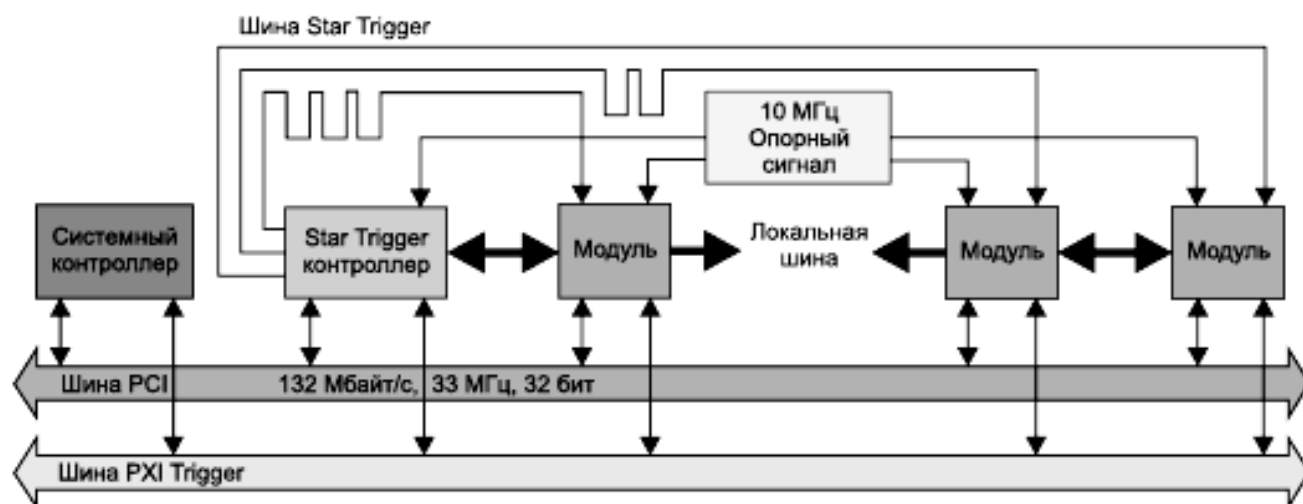 Шина Star Trigger
10 МГц
Опорный
сигнал
Системный
контроллер
Star Trigger
контроллер
Модуль
Локальная
шина
Модуль
Модуль
Шина PCI
132 Мбайт/с, 33 МГц, 32 бит
Шина PXI Trigger